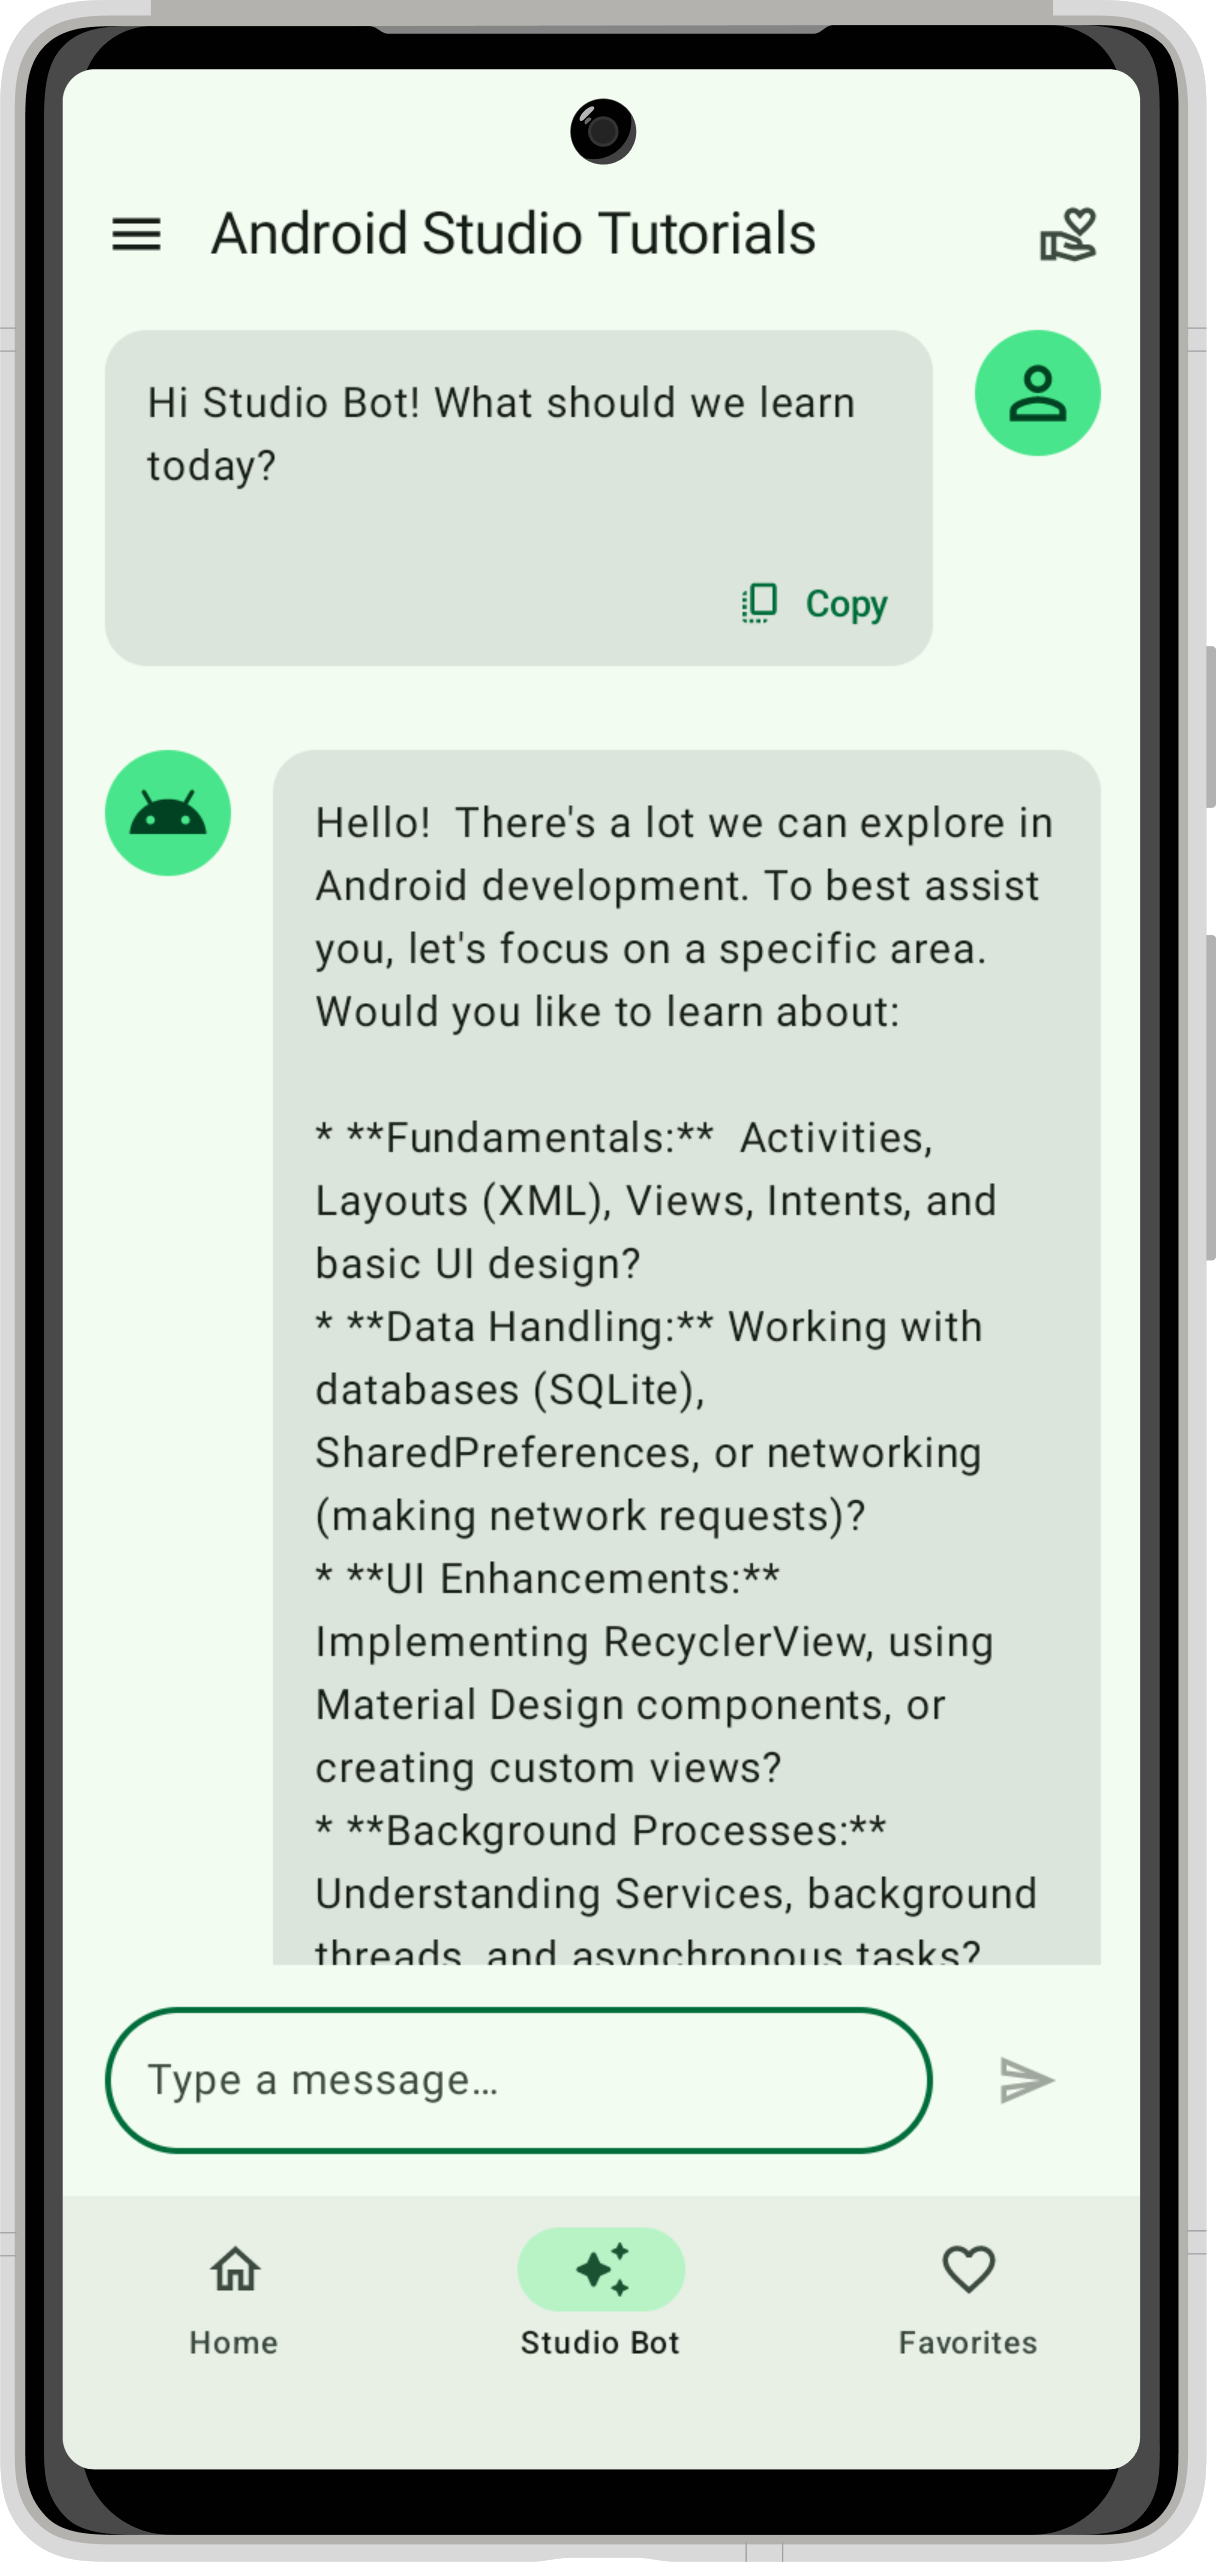 Android Studio Tutorials
Hi Studio Bot! What should we learn
today?
Copy
Hello!  There's a lot we can explore in
Android development. To best assist
you, let's focus on a specific area.
Would you like to learn about:
* **Fundamentals:**  Activities,
Layouts (XML), Views, Intents, and
basic UI design?
* **Data Handling:** Working with
databases (SQLite),
SharedPreferences, or networking
(making network requests)?
* **UI Enhancements:**
Implementing RecyclerView, using
Material Design components, or
creating custom views?
* **Background Processes:**
Understanding Services, background
threads, and asynchronous tasks?
Type a message...
Home
Studio Bot
Favorites